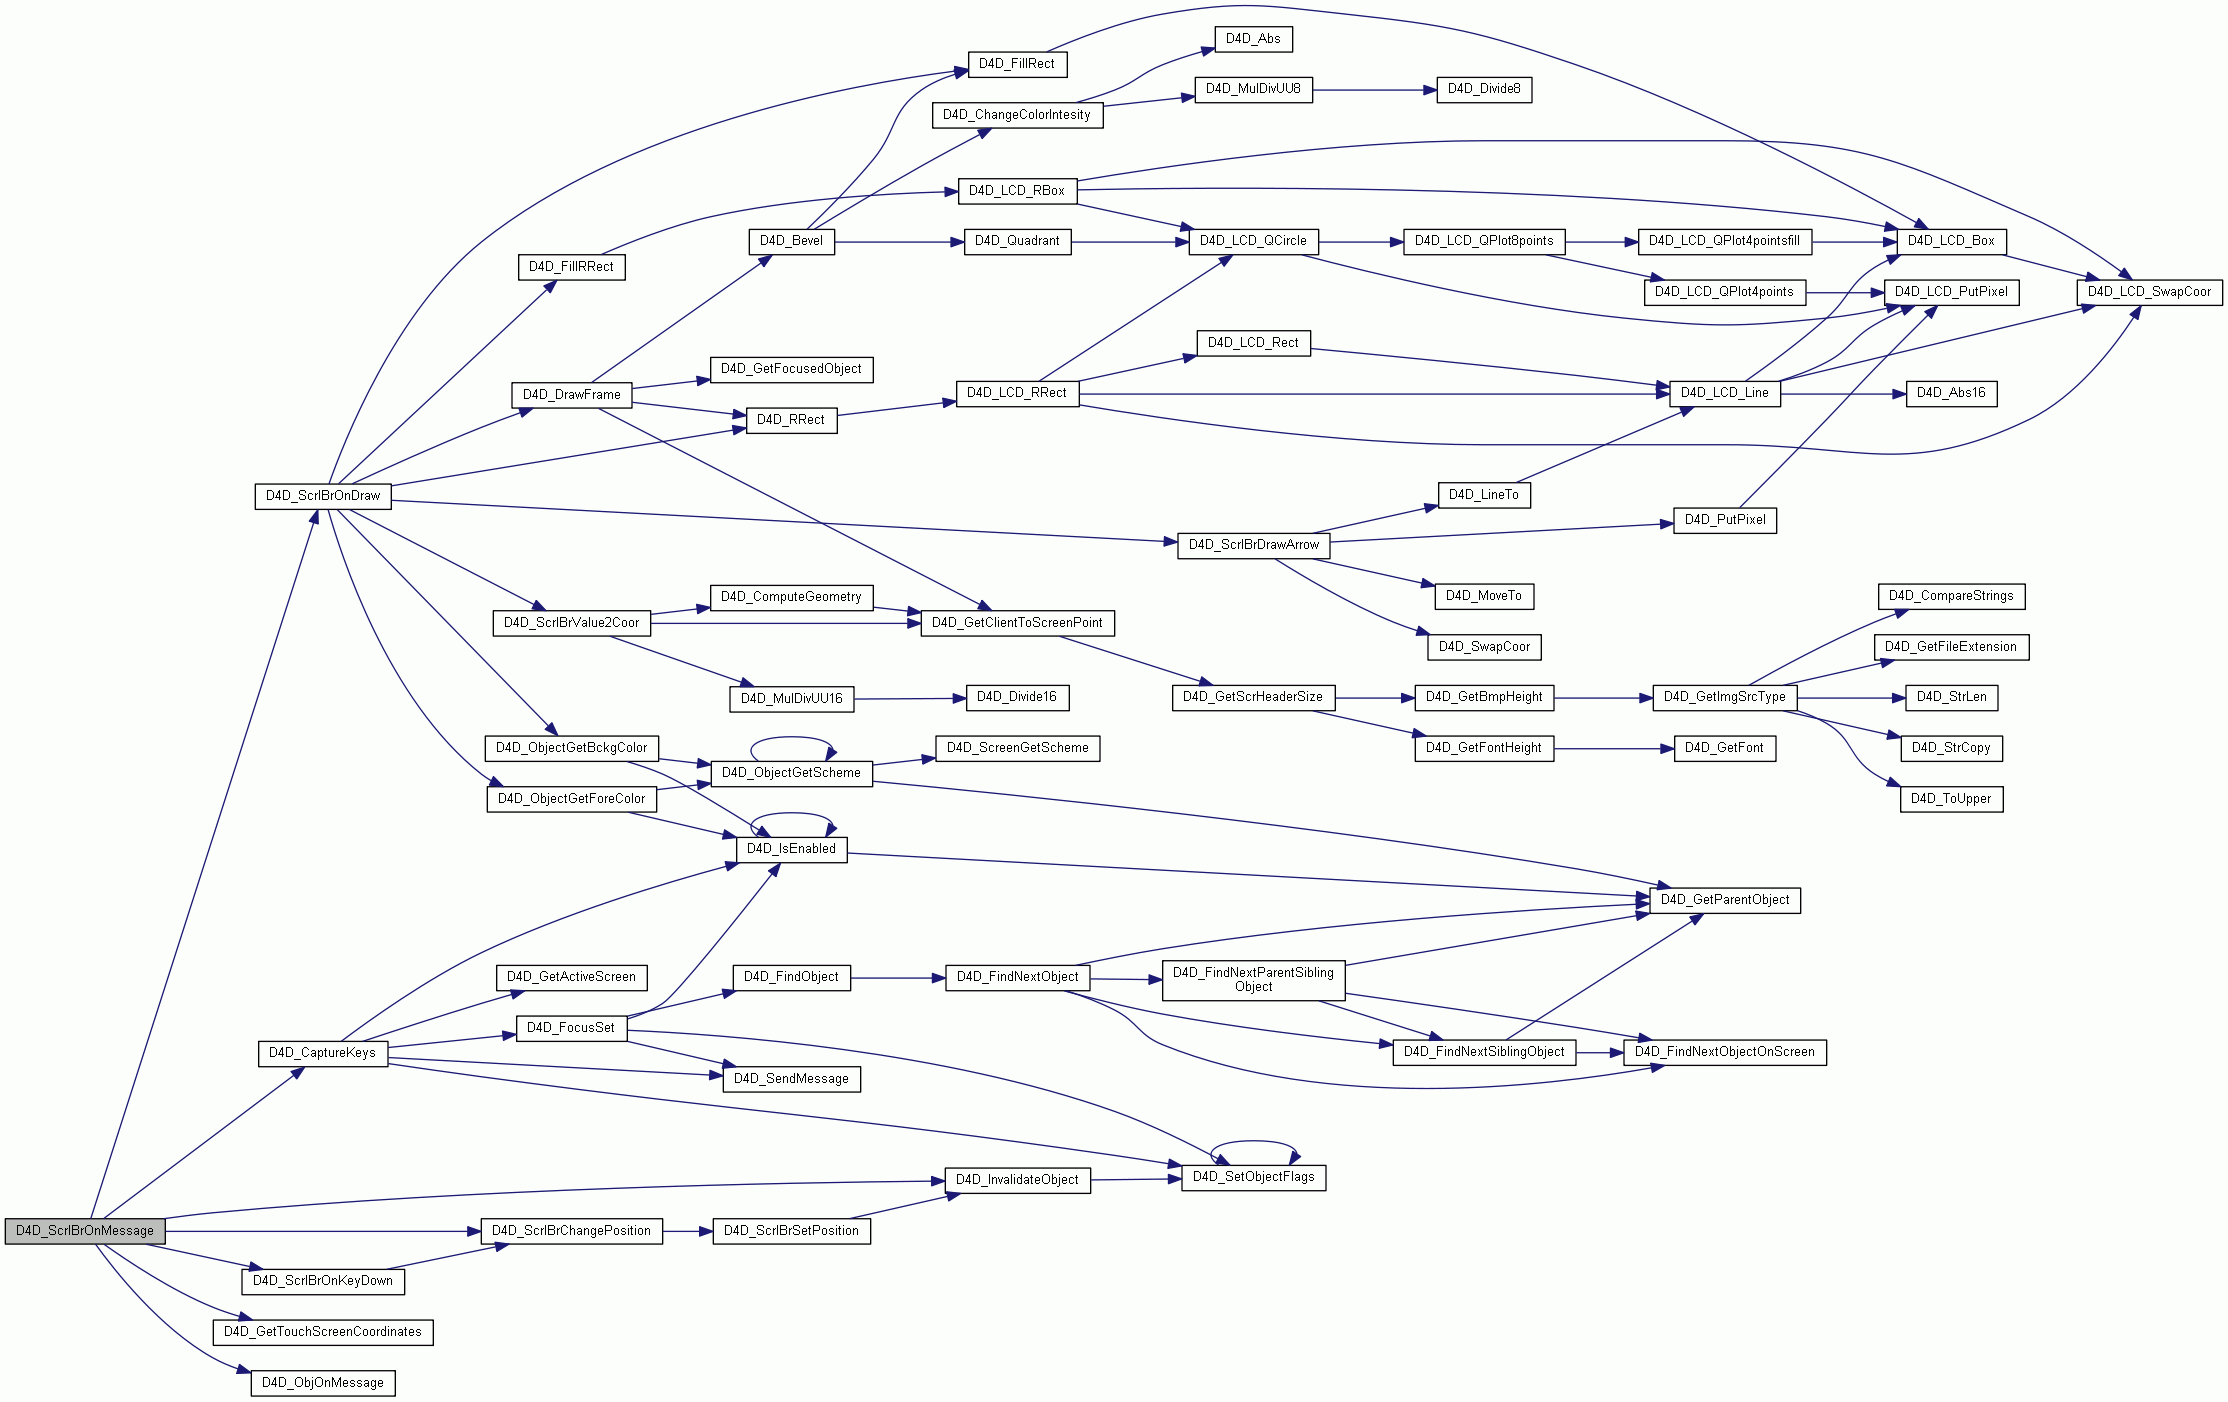 D4D_Abs
D4D_FillRect
D4D_MulDivUU8
D4D_Divide8
D4D_ChangeColorIntesity
D4D_LCD_RBox
D4D_Bevel
D4D_Quadrant
D4D_LCD_QCircle
D4D_LCD_QPlot8points
D4D_LCD_QPlot4pointsfill
D4D_LCD_Box
D4D_FillRRect
D4D_LCD_QPlot4points
D4D_LCD_PutPixel
D4D_LCD_SwapCoor
D4D_LCD_Rect
D4D_GetFocusedObject
D4D_DrawFrame
D4D_LCD_RRect
D4D_LCD_Line
D4D_Abs16
D4D_RRect
D4D_ScrlBrOnDraw
D4D_LineTo
D4D_PutPixel
D4D_ScrlBrDrawArrow
D4D_ComputeGeometry
D4D_MoveTo
D4D_CompareStrings
D4D_ScrlBrValue2Coor
D4D_GetClientToScreenPoint
D4D_SwapCoor
D4D_GetFileExtension
D4D_MulDivUU16
D4D_Divide16
D4D_GetScrHeaderSize
D4D_GetBmpHeight
D4D_GetImgSrcType
D4D_StrLen
D4D_ObjectGetBckgColor
D4D_ScreenGetScheme
D4D_GetFontHeight
D4D_GetFont
D4D_StrCopy
D4D_ObjectGetScheme
D4D_ObjectGetForeColor
D4D_ToUpper
D4D_IsEnabled
D4D_GetParentObject
D4D_GetActiveScreen
D4D_FindObject
D4D_FindNextObject
D4D_FindNextParentSibling
Object
D4D_FocusSet
D4D_CaptureKeys
D4D_FindNextSiblingObject
D4D_FindNextObjectOnScreen
D4D_SendMessage
D4D_InvalidateObject
D4D_SetObjectFlags
D4D_ScrlBrOnMessage
D4D_ScrlBrChangePosition
D4D_ScrlBrSetPosition
D4D_ScrlBrOnKeyDown
D4D_GetTouchScreenCoordinates
D4D_ObjOnMessage